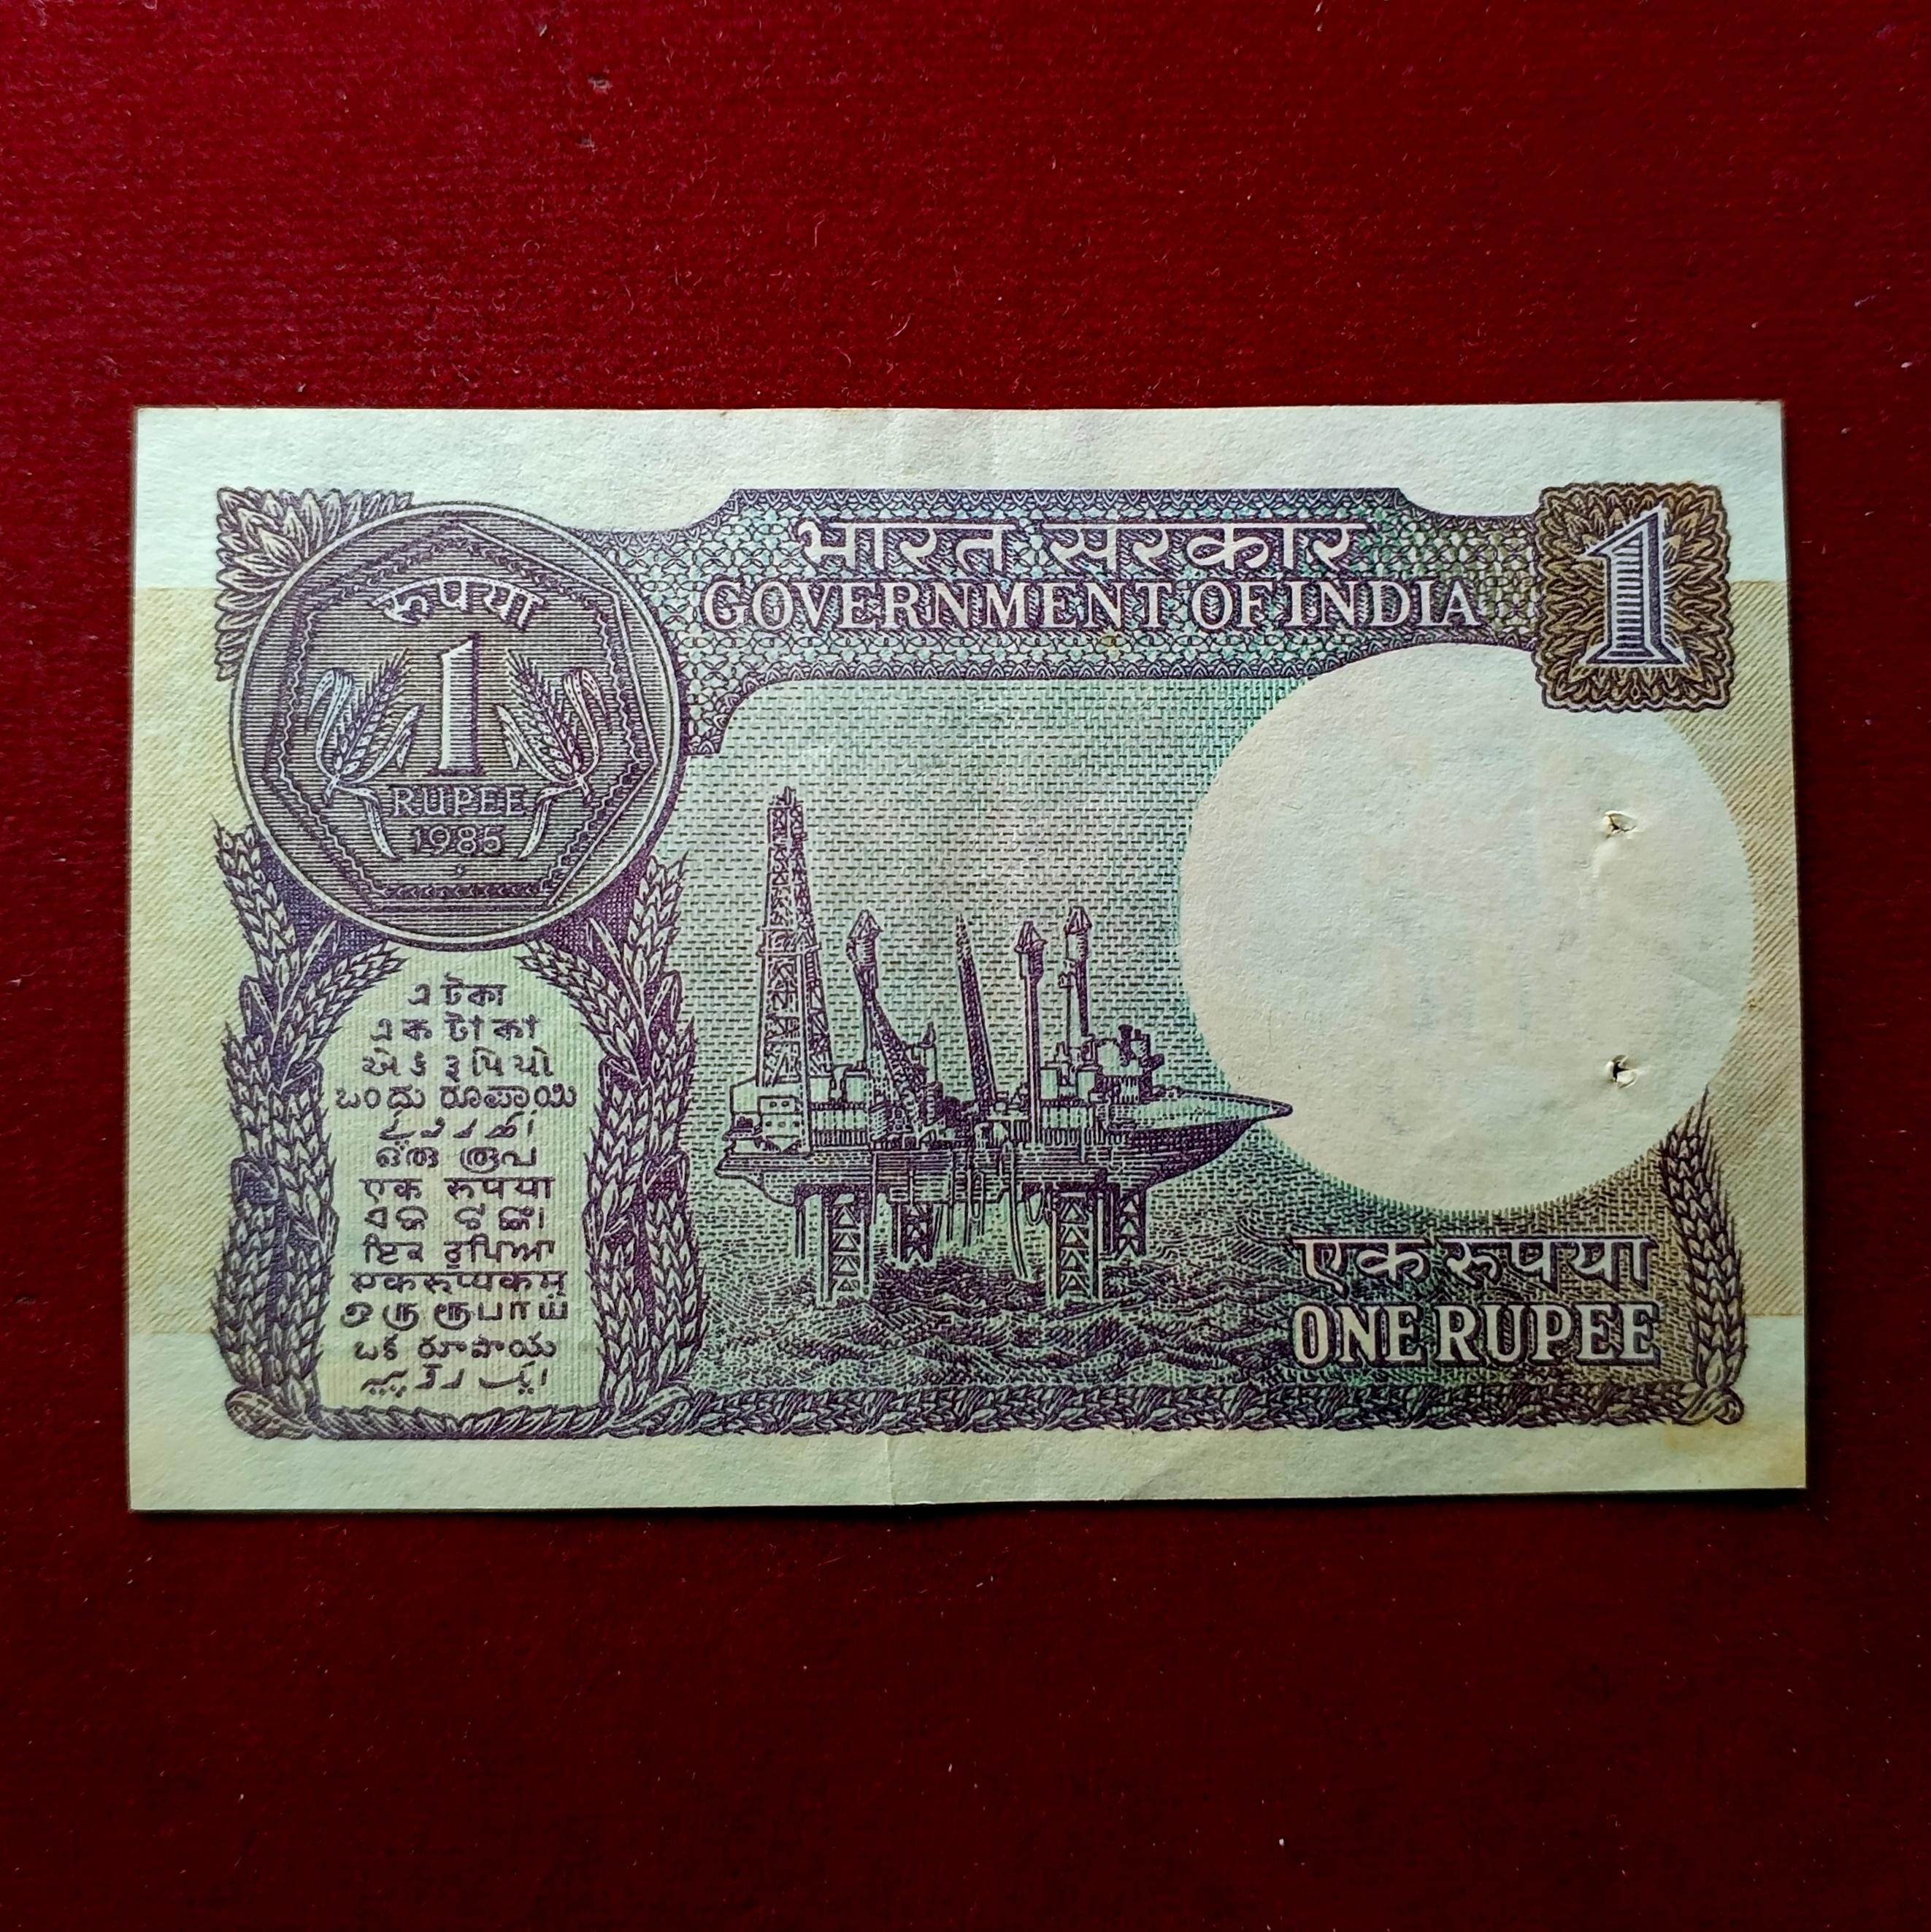 भारत सरकार
GOVERNMENT OF INDIA
1
रुपया
1
RUPEE
1985
এ টকা
এক টাকা
એક રૂપિયો
ಒಂದು ರೂಪಾಯಿ
ഒരു രൂപ
एक रुपया
ଏକ ଟଙ୍କା
ਇਕ ਰੁਪਿਆ
एकरूप्यकम्
ஒரு ரூபாய்
ఒక రూపాయి
ایک روپیہ
एक रुपया
ONE RUPEE